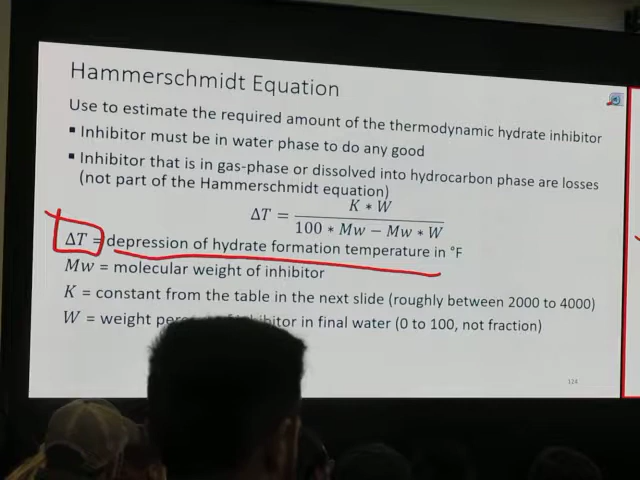 Hammerschmidt Equation
Use to estimate the required amount of the thermodynamic hydrate inhibitor
▪ Inhibitor must be in water phase to do any good
▪ Inhibitor that is in gas-phase or dissolved into hydrocarbon phase are losses
(not part of the Hammerschmidt equation)
ΔT = K * W / 100 * Mw − Mw * W
ΔT = depression of hydrate formation temperature in °F
Mw = molecular weight of inhibitor
K = constant from the table in the next slide (roughly between 2000 to 4000)
W = weight in final water (0 to 100, not fraction)
124